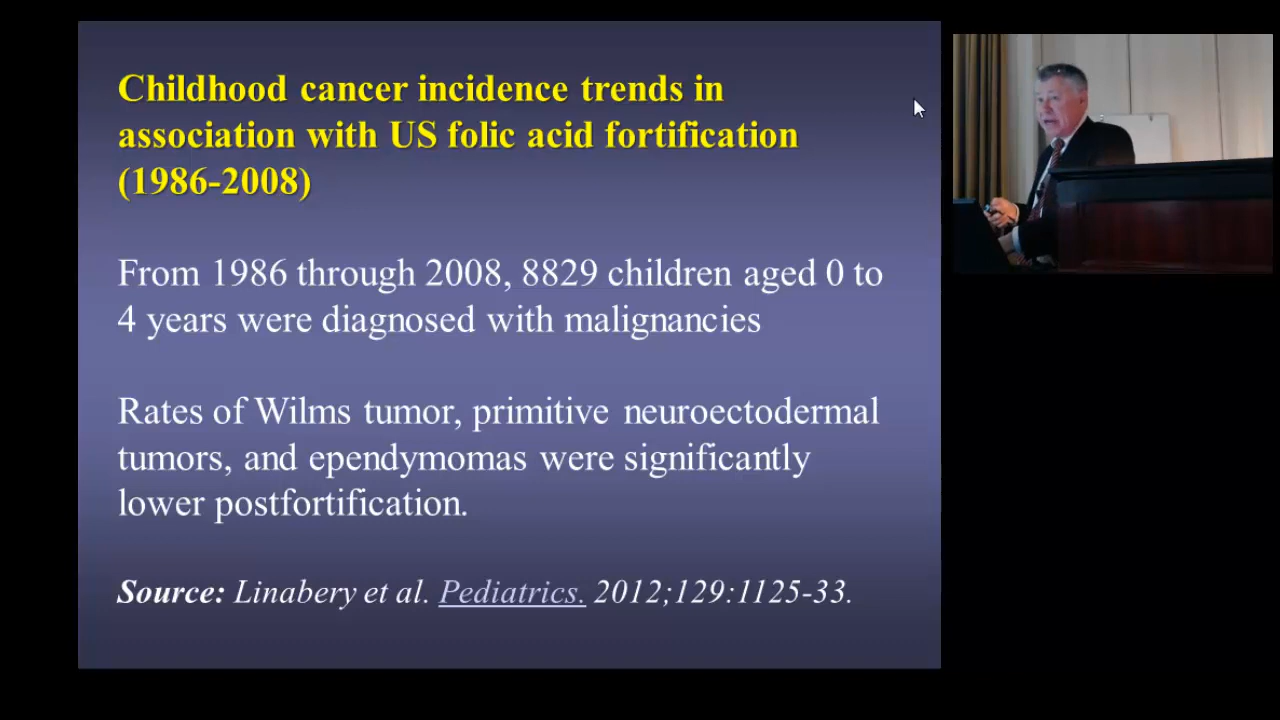 Childhood cancer incidence trends in
association with US folic acid fortification
(1986-2008)
From 1986 through 2008, 8829 children aged 0 to
4 years were diagnosed with malignancies
Rates of Wilms tumor, primitive neuroectodermal
tumors, and ependymomas were significantly
lower postfortification.
Source: Linabery et al. Pediatrics. 2012;129:1125-33.